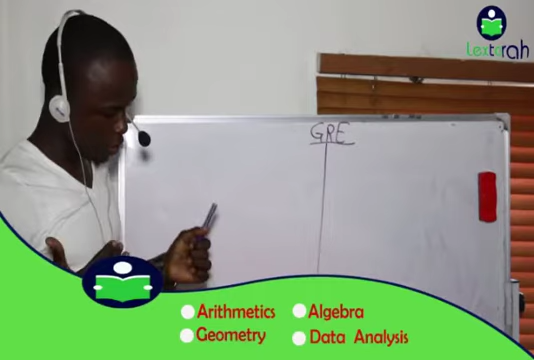 Lextorah
GRE
Arithmetics
Algebra
Geometry
Data Analysis